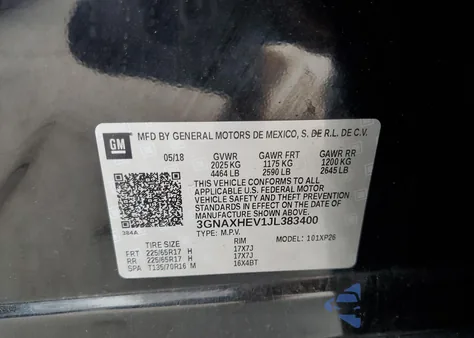 GM MFD BY GENERAL MOTORS DE MEXICO, S. DE R.L. DE C.V.
05/18 GVWR GAWR FRT GAWR RR
2025 KG 1175 KG 1200 KG
4464 LB 2590 LB 2645 LB
THIS VEHICLE CONFORMS TO ALL
APPLICABLE U.S. FEDERAL MOTOR
VEHICLE SAFETY AND THEFT PREVENTION
STANDARDS IN EFFECT ON THE DATE OF
MANUFACTURE SHOWN ABOVE.
3GNAXHEV1JL383400
384A TYPE: M.P.V. MODEL: 101XP26
TIRE SIZE RIM
FRT 225/65R17 H 17X7J
RR 225/65R17 H 17X7J
SPA T135/70R16 M 16X4BT